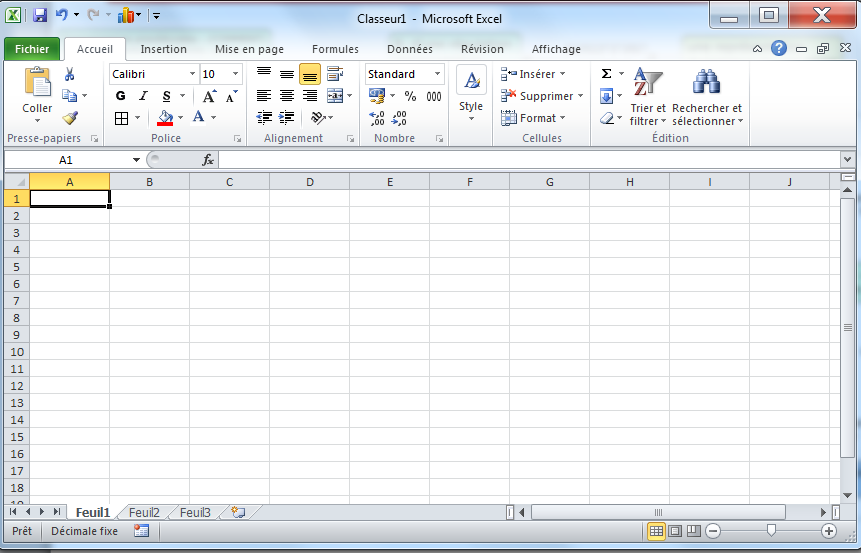 Classeur1 - Microsoft Excel
Fichier Accueil Insertion Mise en page Formules Données Révision Affichage
Calibri 10 Standard Insérer Σ
Coller G I S A A % 000 Style Supprimer Trier et filtrer Rechercher et sélectionner
A ,00 ,0 Format
Presse-papiers Police Alignement Nombre Cellules Édition
A1 fx
A B C D E F G H I J
1
2
3
4
5
6
7
8
9
10
11
12
13
14
15
16
17
18
Feuil1 Feuil2 Feuil3
Prêt Décimale fixe